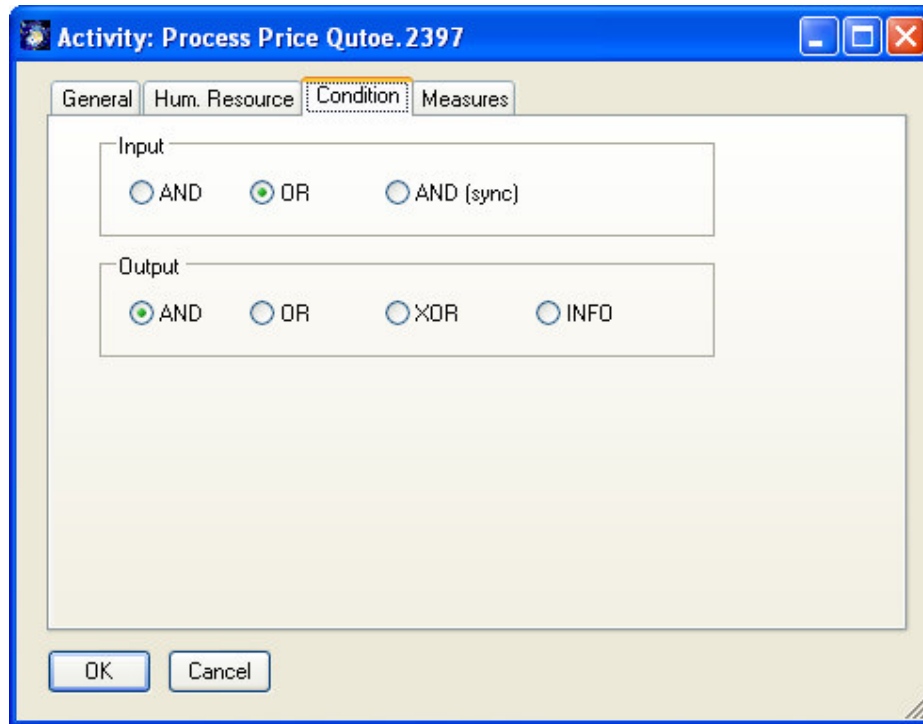 Activity: Process Price Qutoe.2397
General Hum. Resource Condition Measures
Input
AND OR AND (sync)
Output
AND OR XOR INFO
OK Cancel